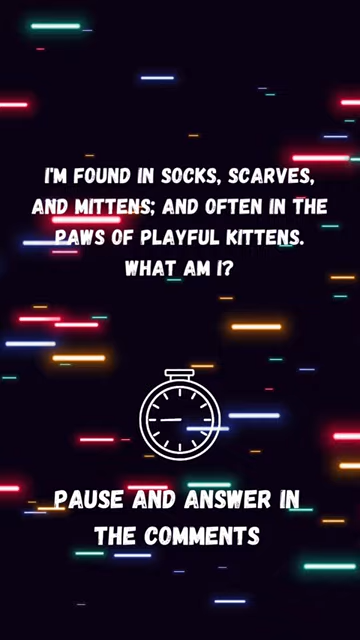 I'M FOUND IN SOCKS, SCARVES,
AND MITTENS; AND OFTEN IN THE
PAWS OF PLAYFUL KITTENS.
WHAT AM I?
PAUSE AND ANSWER IN
THE COMMENTS